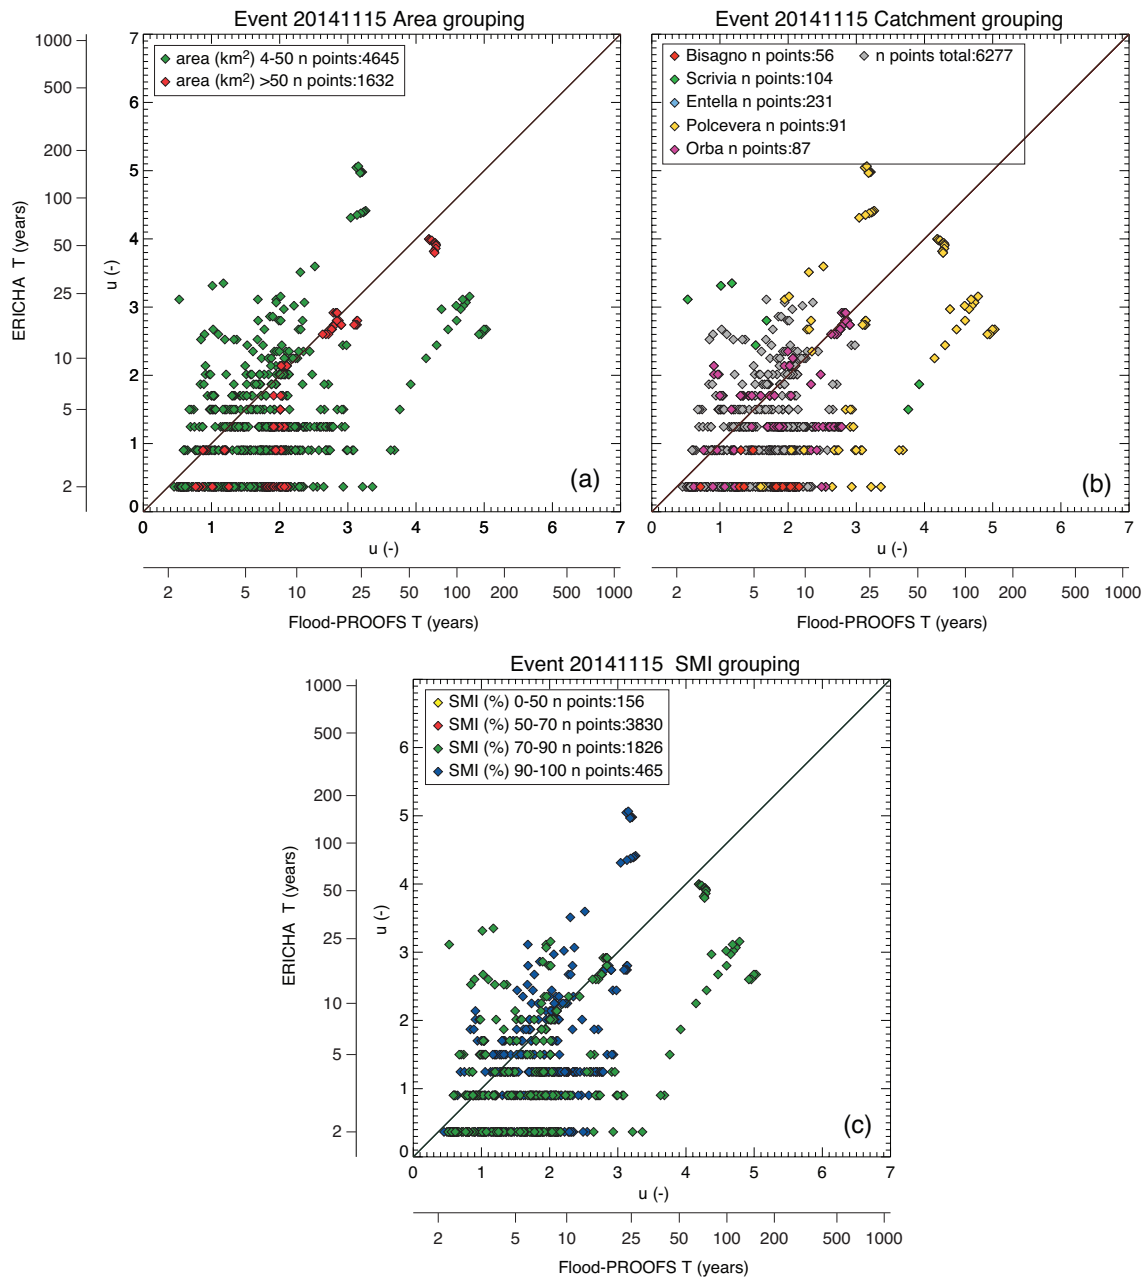 Event 20141115 Area grouping
area (km²) 4-50 n points:4645
area (km²) >50 n points:1632
1000
500
200
100
50
25
10
5
2
ERICHA T (years)
7
6
5
4
3
2
1
0
u (-)
(a)
0 1 2 3 4 5 6 7
u (-)
2 5 10 25 50 100 200 500 1000
Flood-PROOFS T (years)
Event 20141115 Catchment grouping
Bisagno n points:56
n points total:6277
Scrivia n points:104
Entella n points:231
Polcevera n points:91
Orba n points:87
(b)
0 1 2 3 4 5 6 7
u (-)
2 5 10 25 50 100 200 500 1000
Flood-PROOFS T (years)
Event 20141115 SMI grouping
SMI (%) 0-50 n points:156
SMI (%) 50-70 n points:3830
SMI (%) 70-90 n points:1826
SMI (%) 90-100 n points:465
1000
500
200
100
50
25
10
5
2
ERICHA T (years)
6
5
4
3
2
1
0
u (-)
(c)
0 1 2 3 4 5 6 7
u (-)
2 5 10 25 50 100 200 500 1000
Flood-PROOFS T (years)